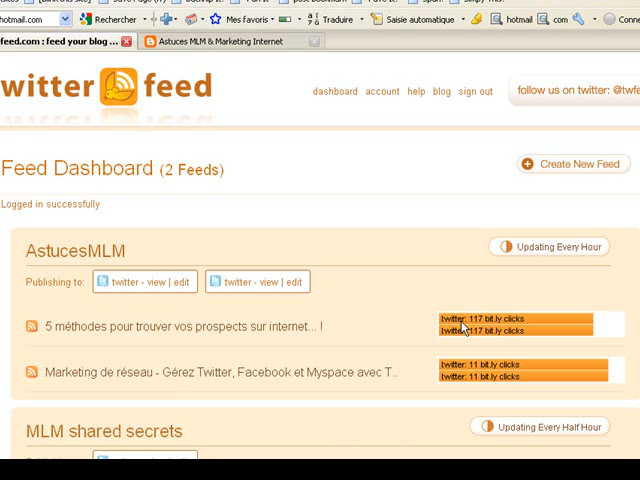 hotmail.com
Rechercher
Mes favoris
Traduire
Saisie automatique
hotmail
com
feed.com : feed your blog ...
Astuces MLM & Marketing Internet
witter feed
dashboard account help blog sign out
follow us on twitter: @twfe
Feed Dashboard (2 Feeds)
Create New Feed
Logged in successfully
AstucesMLM
Updating Every Hour
Publishing to: twitter - view | edit twitter - view | edit
5 méthodes pour trouver vos prospects sur internet... !
twitter: 117 bit.ly clicks
twitter: 117 bit.ly clicks
Marketing de réseau - Gérez Twitter, Facebook et Myspace avec T..
twitter: 11 bit.ly clicks
twitter: 11 bit.ly clicks
MLM shared secrets
Updating Every Half Hour